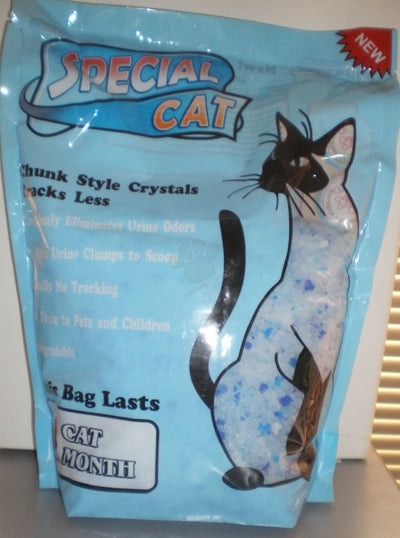 SPECIAL
CAT
NEW
Chunk Style Crystals
Tracks Less
Eliminates Urine Odors
Urine Clumps to Scoop
No Tracking
to Pets and Children
Bag Lasts
CAT
MONTH